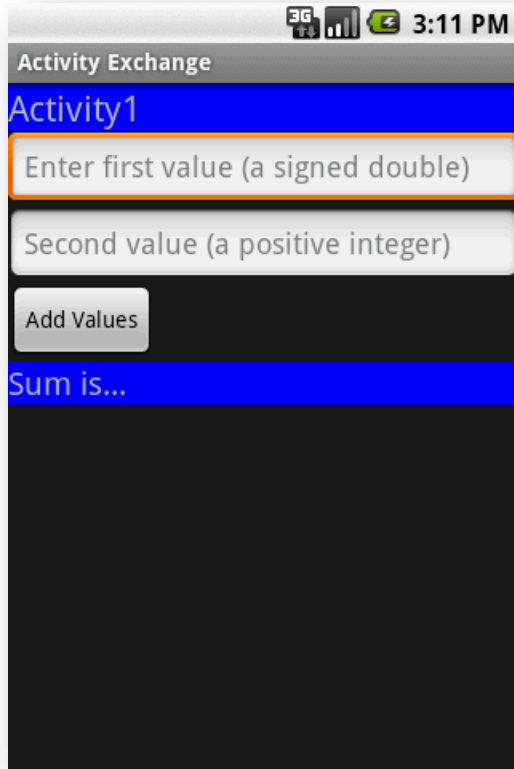 3G 3:11 PM
Activity Exchange
Activity1
Enter first value (a signed double)
Second value (a positive integer)
Add Values
Sum is...